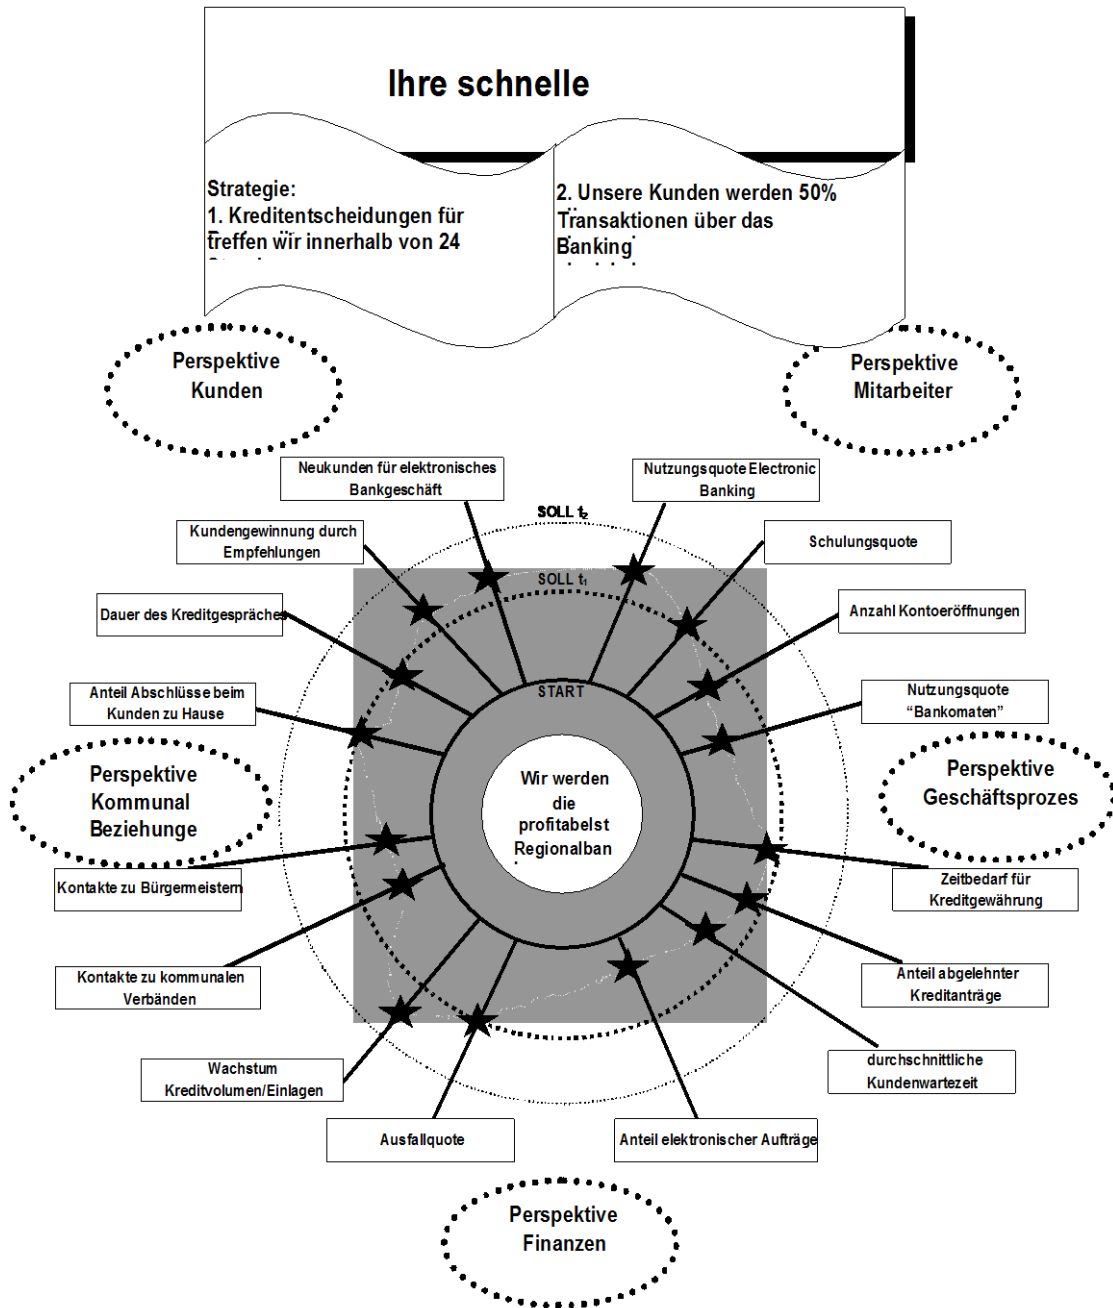 Ihre schnelle
Strategie:
1. Kreditentscheidungen für
treffen wir innerhalb von 24
2. Unsere Kunden werden 50%
Transaktionen über das
Banking
Perspektive
Kunden
Perspektive
Mitarbeiter
Neukunden für elektronisches
Bankgeschäft
Nutzungsquote Electronic
Banking
Kundengewinnung durch
Empfehlungen
SOLL t₂
Schulungsquote
SOLL t₁
Dauer des Kreditgespräches
Anzahl Kontoeröffnungen
Anteil Abschlüsse beim
Kunden zu Hause
START
Nutzungsquote
“Bankomaten”
Perspektive
Kommunal
Beziehunge
Wir werden
die
profitabelst
Regionalban
Perspektive
Geschäftsprozes
Kontakte zu Bürgermeistern
Zeitbedarf für
Kreditgewährung
Kontakte zu kommunalen
Verbänden
Anteil abgelehnter
Kreditanträge
Wachstum
Kreditvolumen/Einlagen
durchschnittliche
Kundenwartezeit
Ausfallquote
Anteil elektronischer Aufträge
Perspektive
Finanzen